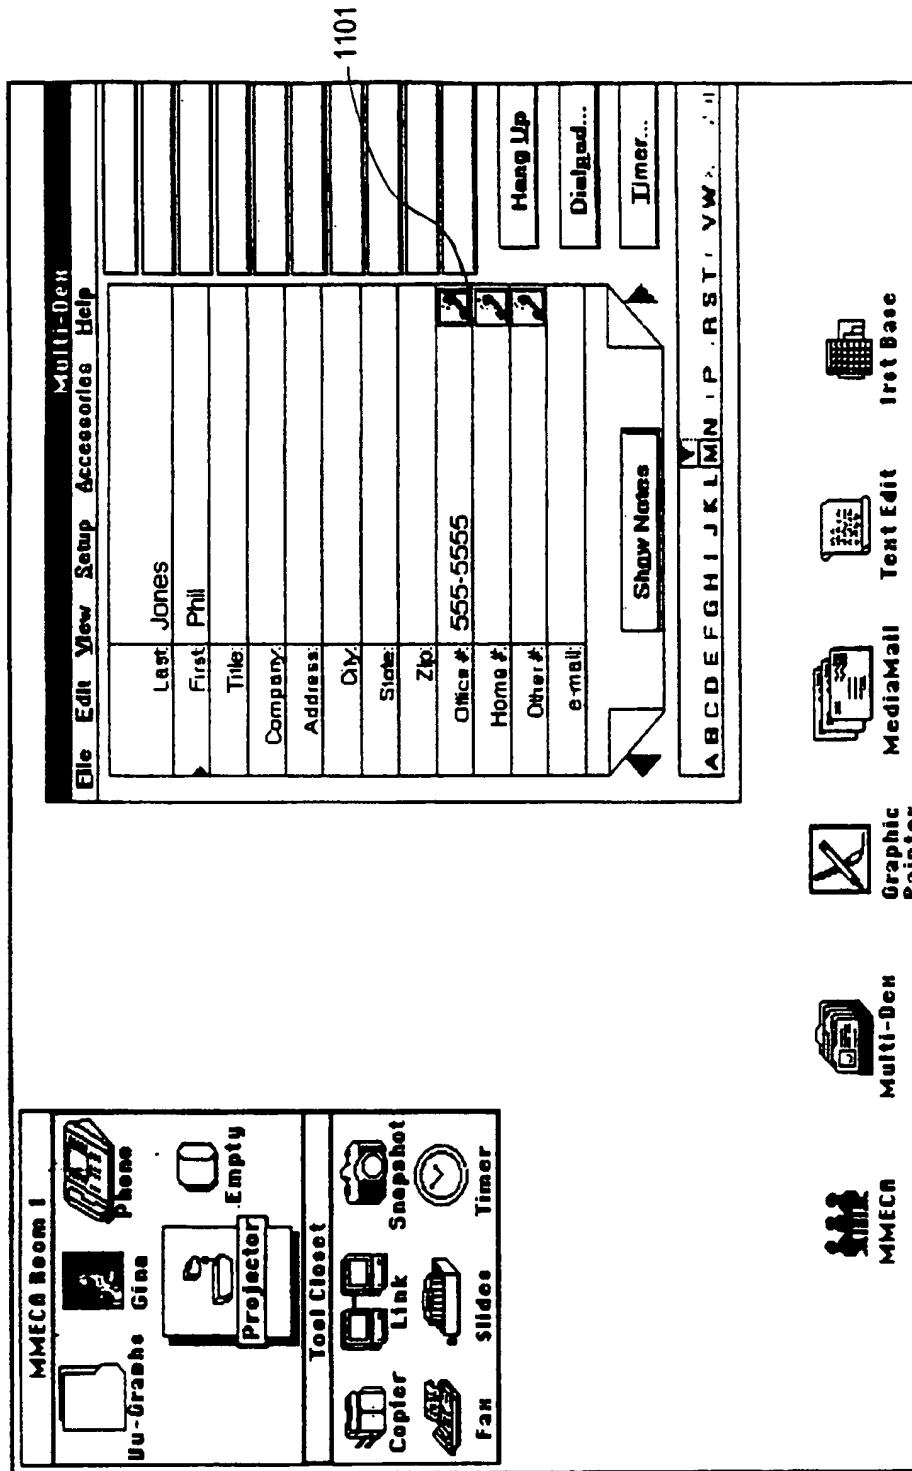 MMECA Room 1
Vu-Graphs
Gina
Phone
Projector
Empty
Tool Closet
Copier
Link
Snapshot
Fax
Slides
Timer
Multi-Dex
File Edit View Setup Accessories Help
Last: Jones
First: Phil
Title:
Company:
Address:
City:
State:
Zip:
Office #: 555-5555
Home #:
Other #:
e-mail:
Show Notes
Hang Up
Dialpad...
Timer...
A B C D E F G H I J K L M N P R S T V W
1101
MMECA
Multi-Dex
Graphic
Painter
MediaMail
Text Edit
Base